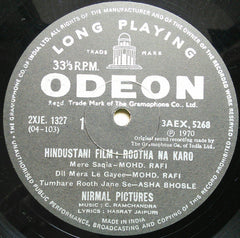 LONG PLAYING
TRADE MARK
33⅓ R.P.M.
ODEON
Regd. Trade Mark of The Gramophone Co., Ltd.
2XJE. 1327
(04-103)
1
3AEX. 5268
℗ 1970
Original sound recording made by
The Gramophone Co. of India Ltd.
HINDUSTANI FILM : ROOTHA NA KARO
Mere Saqia—MOHD. RAFI
Dil Mera Le Gayee—MOHD. RAFI
Tumhare Rooth Jane Se—ASHA BHOSLE
NIRMAL PICTURES
MUSIC : C. RAMCHANDRA
LYRICS : HASRAT JAIPURI